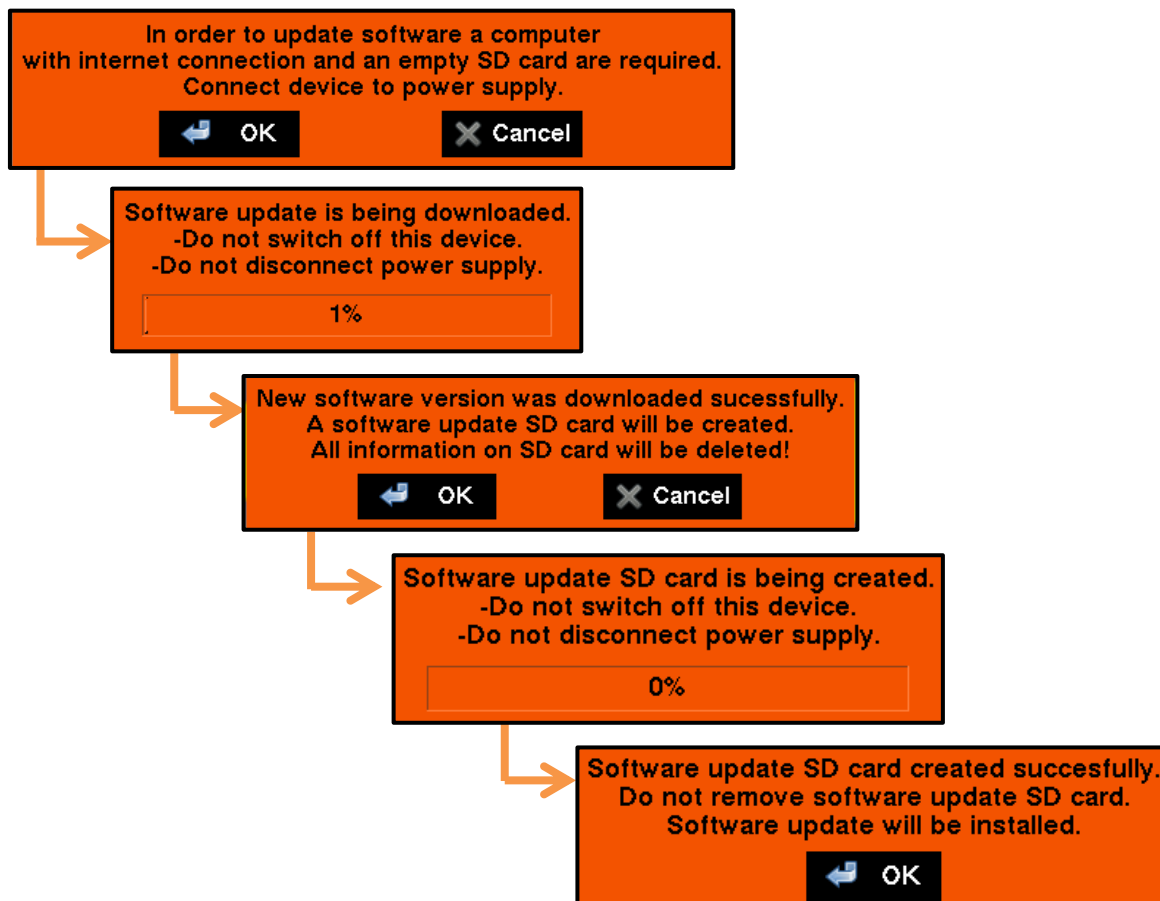 In order to update software a computer
with internet connection and an empty SD card are required.
Connect device to power supply.
OK
Cancel
Software update is being downloaded.
-Do not switch off this device.
-Do not disconnect power supply.
1%
New software version was downloaded sucessfully.
A software update SD card will be created.
All information on SD card will be deleted!
OK
Cancel
Software update SD card is being created.
-Do not switch off this device.
-Do not disconnect power supply.
0%
Software update SD card created succesfully.
Do not remove software update SD card.
Software update will be installed.
OK